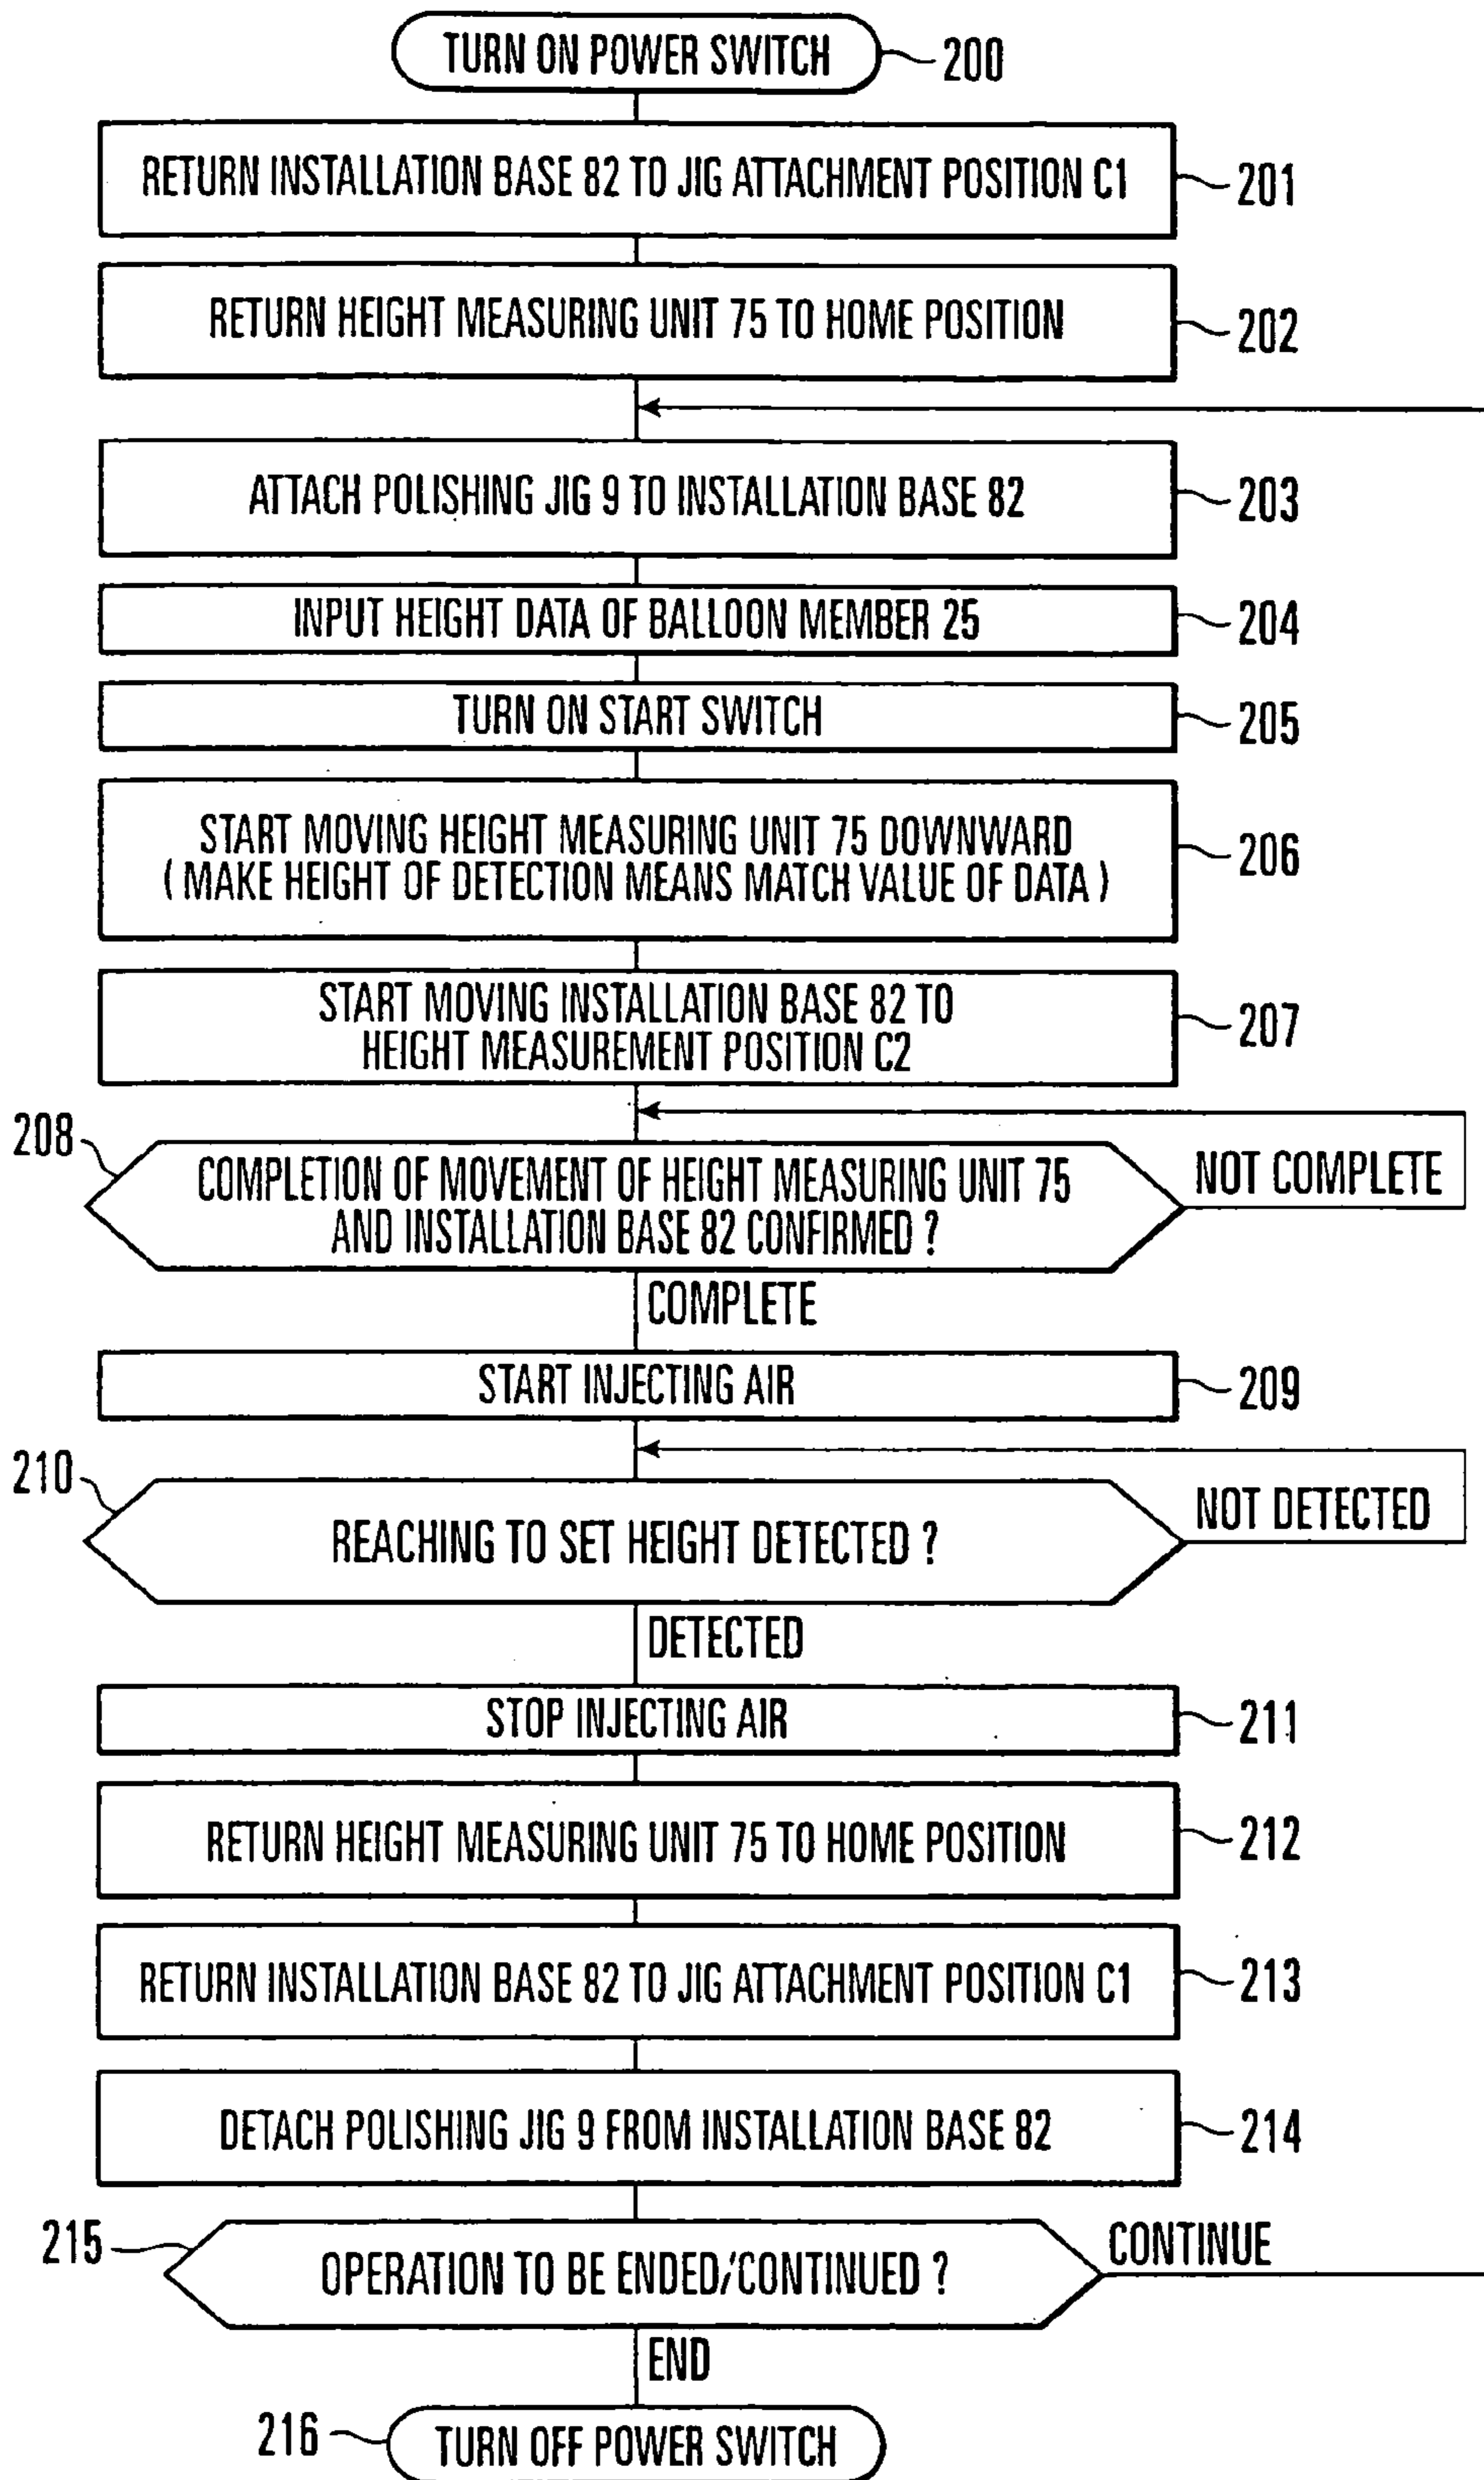 TURN ON POWER SWITCH
200
RETURN INSTALLATION BASE 82 TO JIG ATTACHMENT POSITION C1
201
RETURN HEIGHT MEASURING UNIT 75 TO HOME POSITION
202
ATTACH POLISHING JIG 9 TO INSTALLATION BASE 82
203
INPUT HEIGHT DATA OF BALLOON MEMBER 25
204
TURN ON START SWITCH
205
START MOVING HEIGHT MEASURING UNIT 75 DOWNWARD
( MAKE HEIGHT OF DETECTION MEANS MATCH VALUE OF DATA )
206
START MOVING INSTALLATION BASE 82 TO
HEIGHT MEASUREMENT POSITION C2
207
208
COMPLETION OF MOVEMENT OF HEIGHT MEASURING UNIT 75
AND INSTALLATION BASE 82 CONFIRMED ?
NOT COMPLETE
COMPLETE
START INJECTING AIR
209
210
REACHING TO SET HEIGHT DETECTED ?
NOT DETECTED
DETECTED
STOP INJECTING AIR
211
RETURN HEIGHT MEASURING UNIT 75 TO HOME POSITION
212
RETURN INSTALLATION BASE 82 TO JIG ATTACHMENT POSITION C1
213
DETACH POLISHING JIG 9 FROM INSTALLATION BASE 82
214
215
OPERATION TO BE ENDED/CONTINUED ?
CONTINUE
END
216
TURN OFF POWER SWITCH